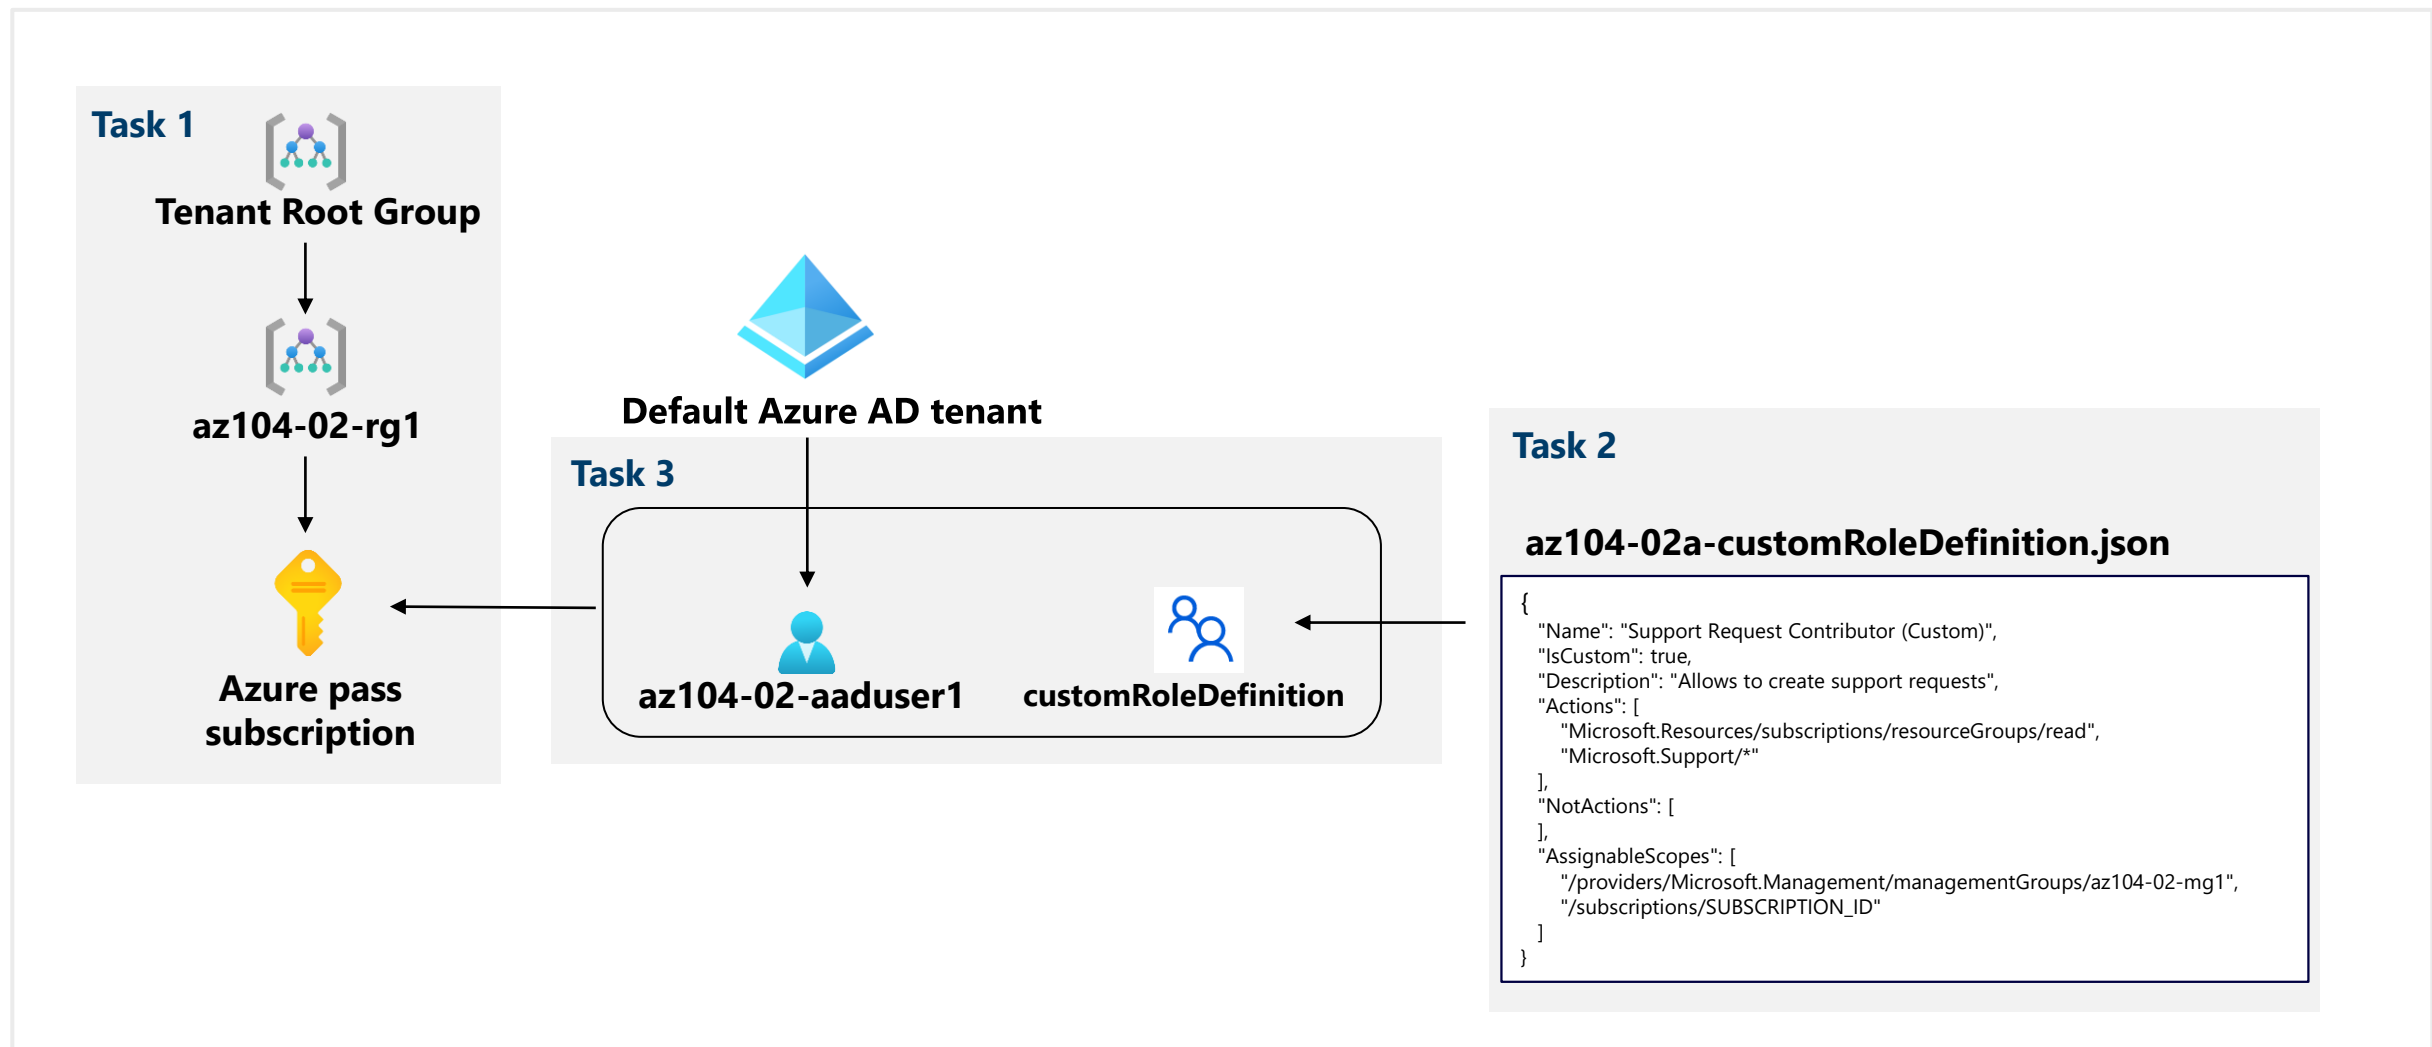 Task 1
Tenant Root Group
az104-02-rg1
Azure pass
subscription
Default Azure AD tenant
Task 3
az104-02-aaduser1
customRoleDefinition
Task 2
az104-02a-customRoleDefinition.json
{
"Name": "Support Request Contributor (Custom)",
"IsCustom": true,
"Description": "Allows to create support requests",
"Actions": [
"Microsoft.Resources/subscriptions/resourceGroups/read",
"Microsoft.Support/*"
],
"NotActions": [
],
"AssignableScopes": [
"/providers/Microsoft.Management/managementGroups/az104-02-mg1",
"/subscriptions/SUBSCRIPTION_ID"
]
}